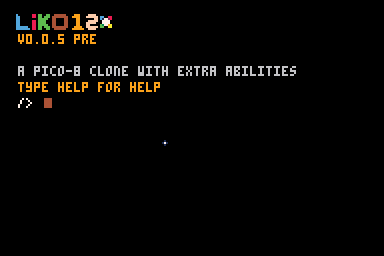 LiKO12
V0.0.5 PRE
A PICO-8 CLONE WITH EXTRA ABILITIES
TYPE HELP FOR HELP
/>